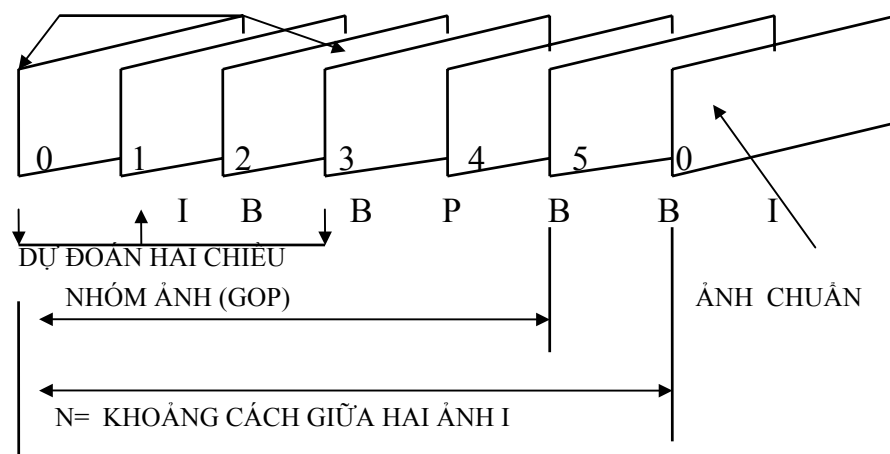 0 1 2 3 4 5 0
I B B P B B I
DỰ ĐOÁN HAI CHIỀU
NHÓM ẢNH (GOP) ẢNH CHUẨN
N= KHOẢNG CÁCH GIỮA HAI ẢNH I